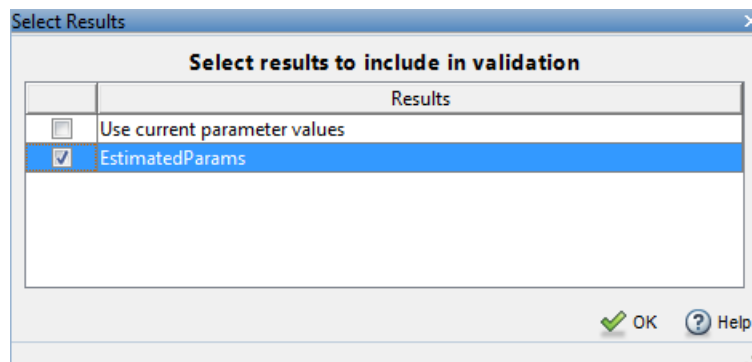 Select Results
Select results to include in validation
Results
Use current parameter values
EstimatedParams
OK Help